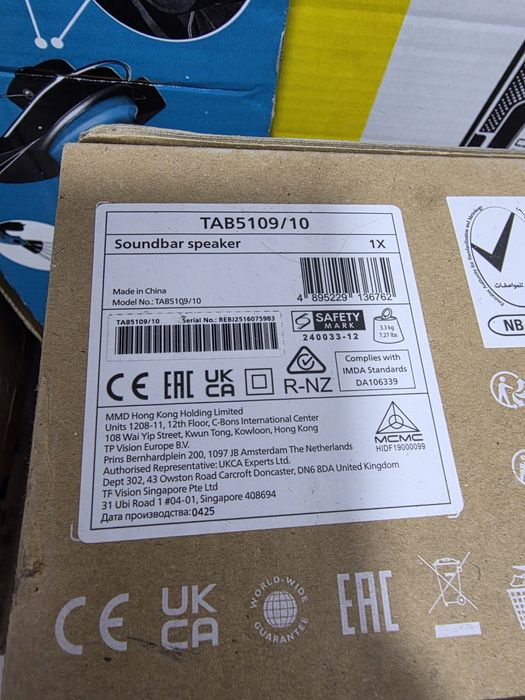 TAB5109/10
Soundbar speaker 1X
Made in China
Model No.: TAB5109/10
4 895229 136762
TAB5109/10 Serial No.: REBJ2516075983
SAFETY
MARK
240033-12
3.3 kg
7.27 lbs
CE EAC UK
CA
R-NZ
Complies with
IMDA Standards
DA106339
MMD Hong Kong Holding Limited
Units 1208-11, 12th Floor, C-Bons International Center
108 Wai Yip Street, Kwun Tong, Kowloon, Hong Kong
TP Vision Europe B.V.
Prins Bernhardplein 200, 1097 JB Amsterdam The Netherlands
Authorised Representative: UKCA Experts Ltd.
Dept 302, 43 Owston Road Carcroft Doncaster, DN6 8DA United Kingdom
TP Vision Singapore Pte Ltd
31 Ubi Road 1 #04-01, Singapore 408694
Дата производства: 0425
MCMC
HIDF19000099
NB
CE UK
CA
WORLD-WIDE
GUARANTEE
EAC